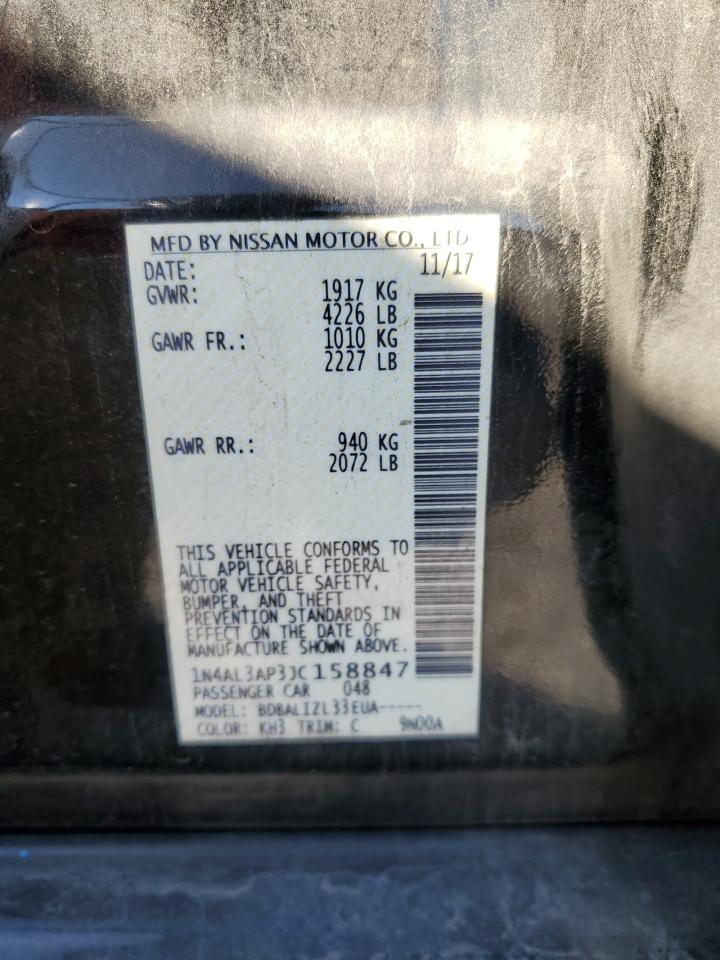 MFD BY NISSAN MOTOR CO., LTD
DATE: 11/17
GVWR: 1917 KG
4226 LB
GAWR FR.: 1010 KG
2227 LB
GAWR RR.: 940 KG
2072 LB
THIS VEHICLE CONFORMS TO
ALL APPLICABLE FEDERAL
MOTOR VEHICLE SAFETY,
BUMPER, AND THEFT
PREVENTION STANDARDS IN
EFFECT ON THE DATE OF
MANUFACTURE SHOWN ABOVE.
1N4AL3AP3JC158847
PASSENGER CAR 048
MODEL: BDBALIZL33EUA-----
COLOR: KH3 TRIM: C 9N00A